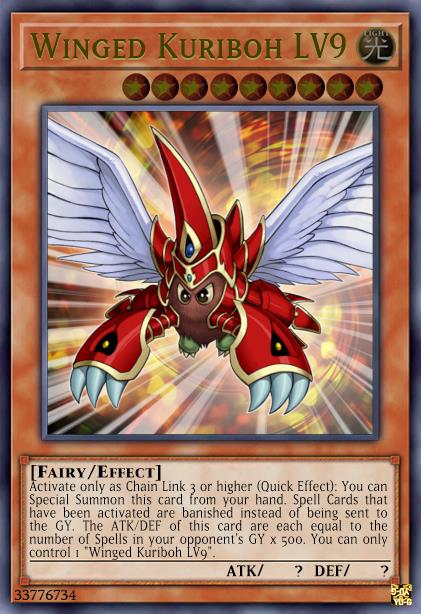 WINGED KURIBOH LV9
LIGHT
光
[FAIRY/EFFECT]
Activate only as Chain Link 3 or higher (Quick Effect): You can
Special Summon this card from your hand. Spell Cards that
have been activated are banished instead of being sent
to the GY. The ATK/DEF of this card are each equal to the
number of Spells in your opponent's GY x 500. You can only
control 1 "Winged Kuriboh LV9".
ATK/ ? DEF/ ?
33776734